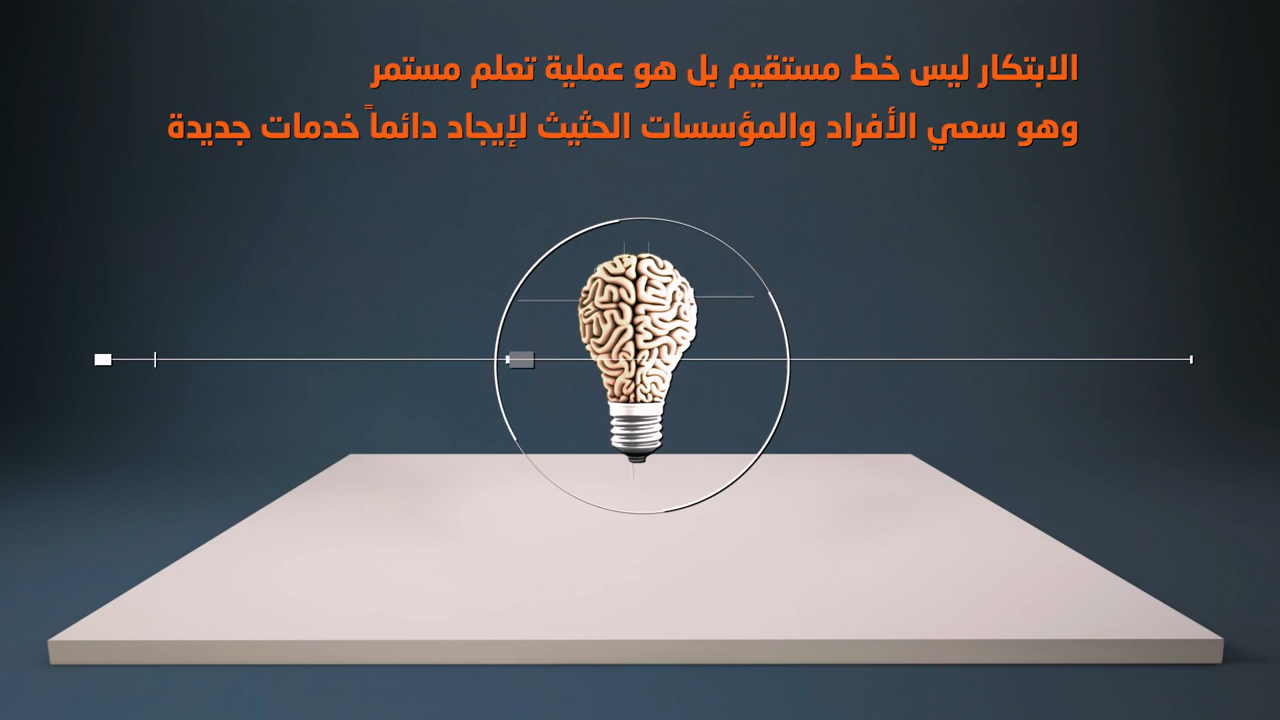 الابتكار ليس خط مستقيم بل هو عملية تعلم مستمر
وهو سعي الأفراد والمؤسسات الحثيث لإيجاد دائماً خدمات جديدة